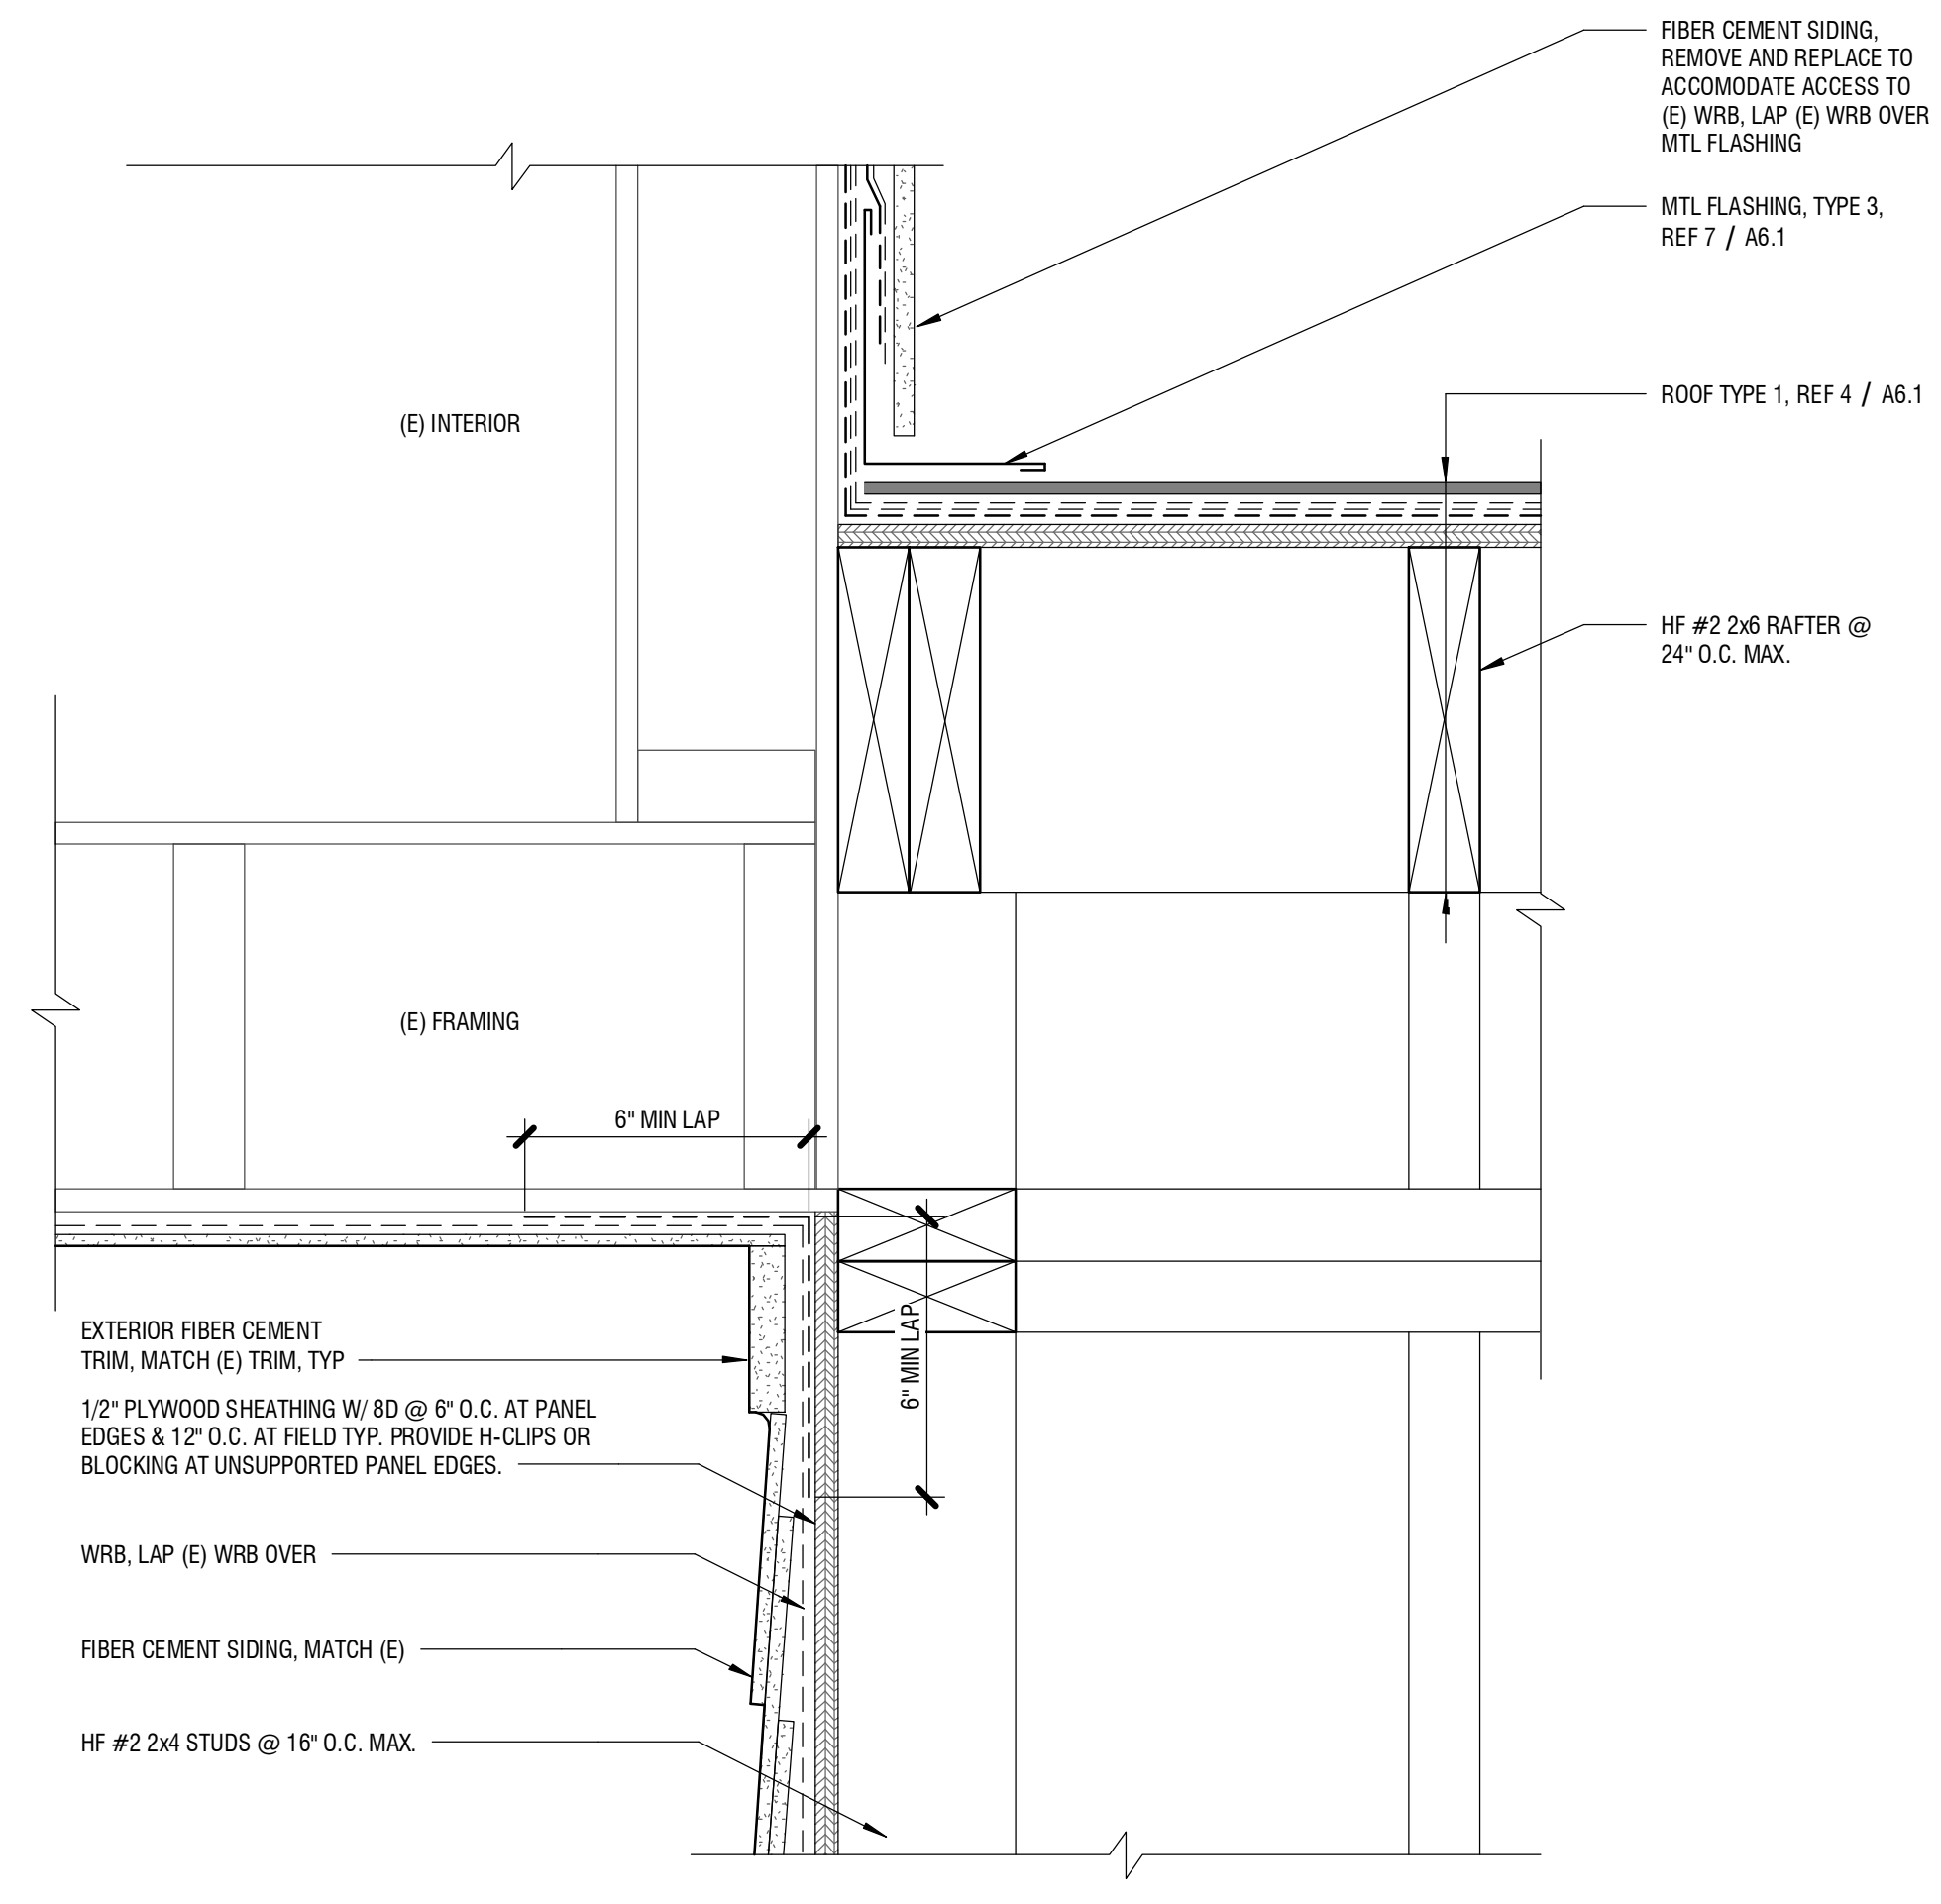 FIBER CEMENT SIDING,
REMOVE AND REPLACE TO
ACCOMODATE ACCESS TO
(E) WRB, LAP (E) WRB OVER
MTL FLASHING
MTL FLASHING, TYPE 3,
REF 7 / A6.1
ROOF TYPE 1, REF 4 / A6.1
(E) INTERIOR
HF #2 2x6 RAFTER @
24" O.C. MAX.
(E) FRAMING
6" MIN LAP
6" MIN LAP
EXTERIOR FIBER CEMENT
TRIM, MATCH (E) TRIM, TYP
1/2" PLYWOOD SHEATHING W/ 8D @ 6" O.C. AT PANEL
EDGES & 12" O.C. AT FIELD TYP. PROVIDE H-CLIPS OR
BLOCKING AT UNSUPPORTED PANEL EDGES.
WRB, LAP (E) WRB OVER
FIBER CEMENT SIDING, MATCH (E)
HF #2 2x4 STUDS @ 16" O.C. MAX.